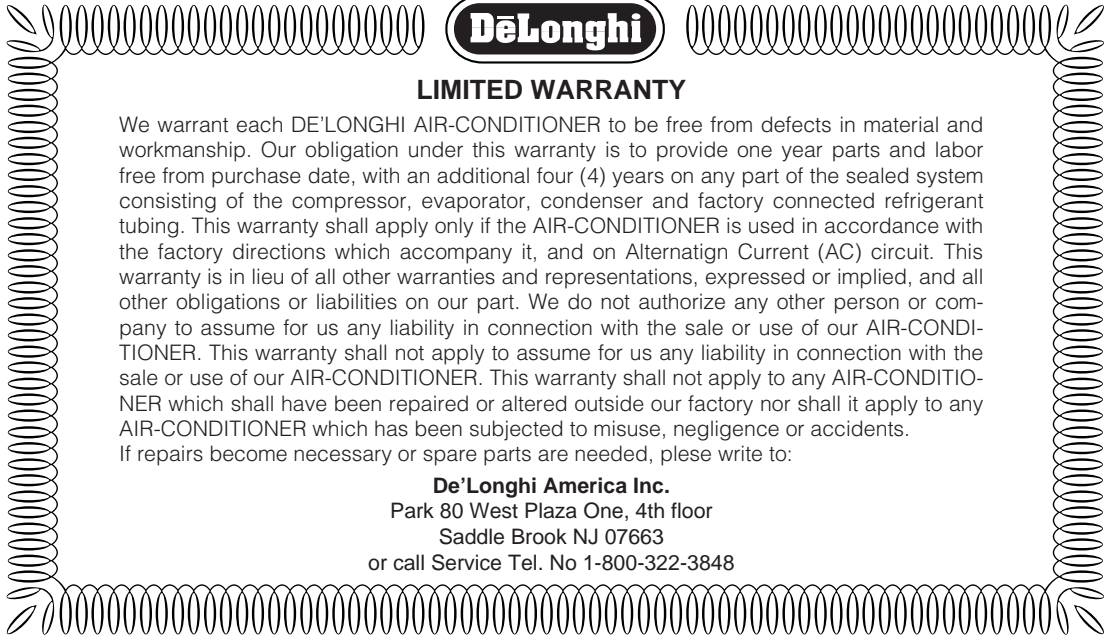 DēLonghi
LIMITED WARRANTY
We warrant each DE'LONGHI AIR-CONDITIONER to be free from defects in material and
workmanship. Our obligation under this warranty is to provide one year parts and labor
free from purchase date, with an additional four (4) years on any part of the sealed system
consisting of the compressor, evaporator, condenser and factory connected refrigerant
tubing. This warranty shall apply only if the AIR-CONDITIONER is used in accordance with
the factory directions which accompany it, and on Alternatign Current (AC) circuit. This
warranty is in lieu of all other warranties and representations, expressed or implied, and all
other obligations or liabilities on our part. We do not authorize any other person or com-
pany to assume for us any liability in connection with the sale or use of our AIR-CONDI-
TIONER. This warranty shall not apply to assume for us any liability in connection with the
sale or use of our AIR-CONDITIONER. This warranty shall not apply to any AIR-CONDITIO-
NER which shall have been repaired or altered outside our factory nor shall it apply to any
AIR-CONDITIONER which has been subjected to misuse, negligence or accidents.
If repairs become necessary or spare parts are needed, plese write to:
De'Longhi America Inc.
Park 80 West Plaza One, 4th floor
Saddle Brook NJ 07663
or call Service Tel. No 1-800-322-3848